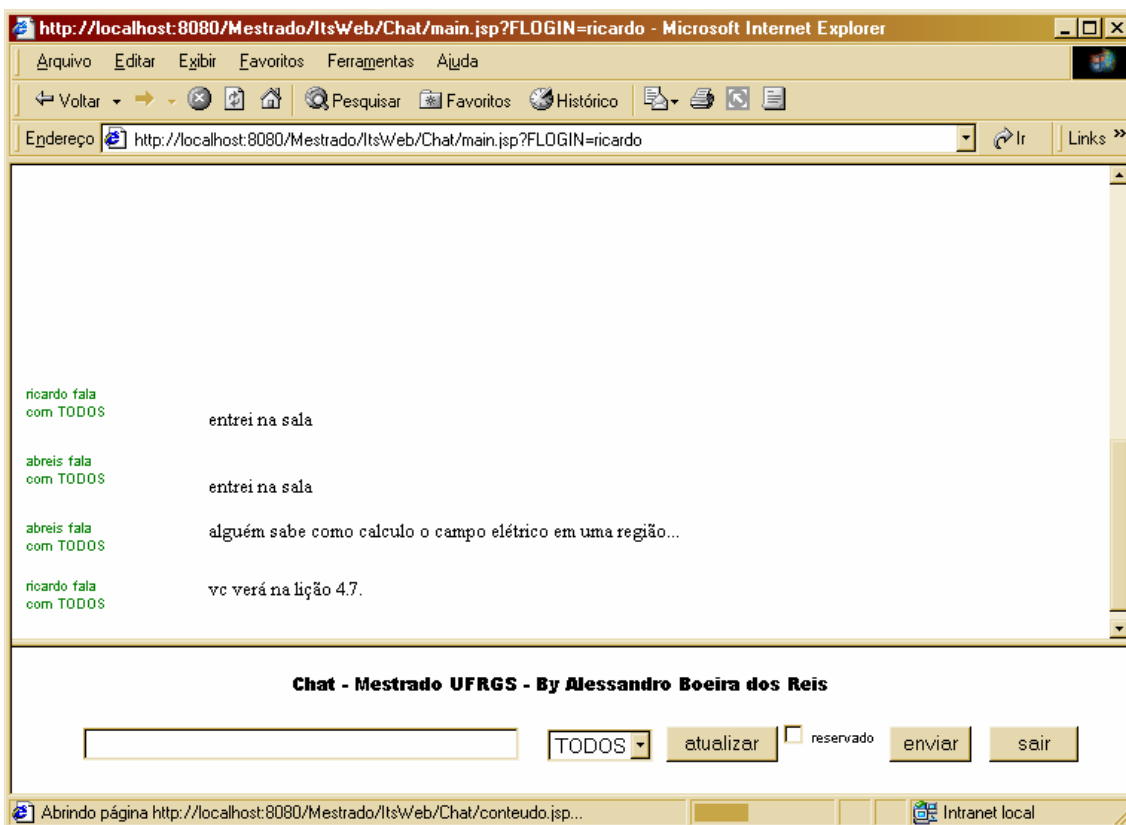 http://localhost:8080/Mestrado/ItsWeb/Chat/main.jsp?FLOGIN=ricardo - Microsoft Internet Explorer
Arquivo Editar Exibir Favoritos Ferramentas Ajuda
Voltar Pesquisar Favoritos Histórico
Endereço http://localhost:8080/Mestrado/ItsWeb/Chat/main.jsp?FLOGIN=ricardo Ir Links »
ricardo fala
com TODOS
entrei na sala
abreis fala
com TODOS
entrei na sala
abreis fala
com TODOS
alguém sabe como calculo o campo elétrico em uma região...
ricardo fala
com TODOS
vc verá na lição 4.7.
Chat - Mestrado UFRGS - By Alessandro Boeira dos Reis
TODOS atualizar reservado enviar sair
Abrindo página http://localhost:8080/Mestrado/ItsWeb/Chat/conteudo.jsp... Intranet local